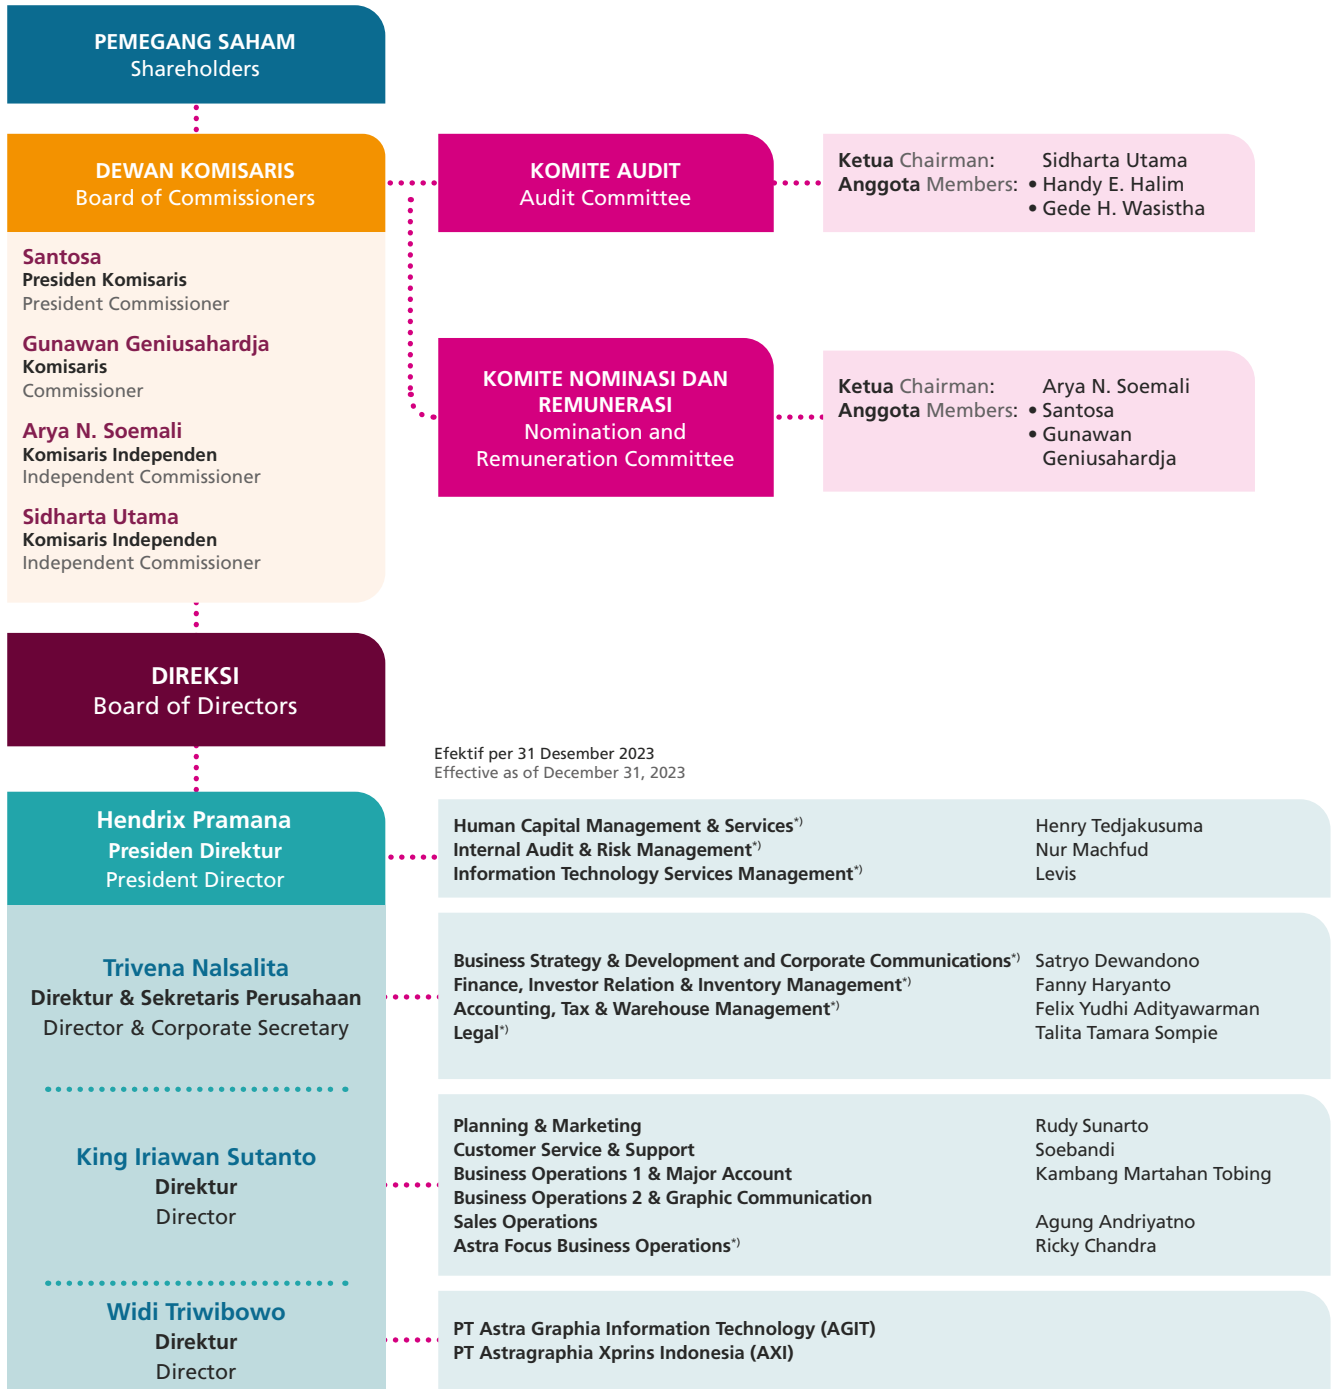 PEMEGANG SAHAM
Shareholders
DEWAN KOMISARIS
Board of Commissioners
KOMITE AUDIT
Audit Committee
Ketua Chairman: Sidharta Utama
Anggota Members: • Handy E. Halim
• Gede H. Wasistha
Santosa
Presiden Komisaris
President Commissioner
Gunawan Geniusahardja
Komisaris
Commissioner
Arya N. Soemali
Komisaris Independen
Independent Commissioner
Sidharta Utama
Komisaris Independen
Independent Commissioner
KOMITE NOMINASI DAN
REMUNERASI
Nomination and
Remuneration Committee
Ketua Chairman: Arya N. Soemali
Anggota Members: • Santosa
• Gunawan
Geniusahardja
DIREKSI
Board of Directors
Efektif per 31 Desember 2023
Effective as of December 31, 2023
Hendrix Pramana
Presiden Direktur
President Director
Human Capital Management & Services*) Henry Tedjakusuma
Internal Audit & Risk Management*) Nur Machfud
Information Technology Services Management*) Levis
Trivena Nalsalita
Direktur & Sekretaris Perusahaan
Director & Corporate Secretary
Business Strategy & Development and Corporate Communications*) Satryo Dewandono
Finance, Investor Relation & Inventory Management*) Fanny Haryanto
Accounting, Tax & Warehouse Management*) Felix Yudhi Adityawarman
Legal*) Talita Tamara Sompie
King Iriawan Sutanto
Direktur
Director
Planning & Marketing Rudy Sunarto
Customer Service & Support Soebandi
Business Operations 1 & Major Account Kambang Martahan Tobing
Business Operations 2 & Graphic Communication
Sales Operations Agung Andriyatno
Astra Focus Business Operations*) Ricky Chandra
Widi Triwibowo
Direktur
Director
PT Astra Graphia Information Technology (AGIT)
PT Astragraphia Xprins Indonesia (AXI)